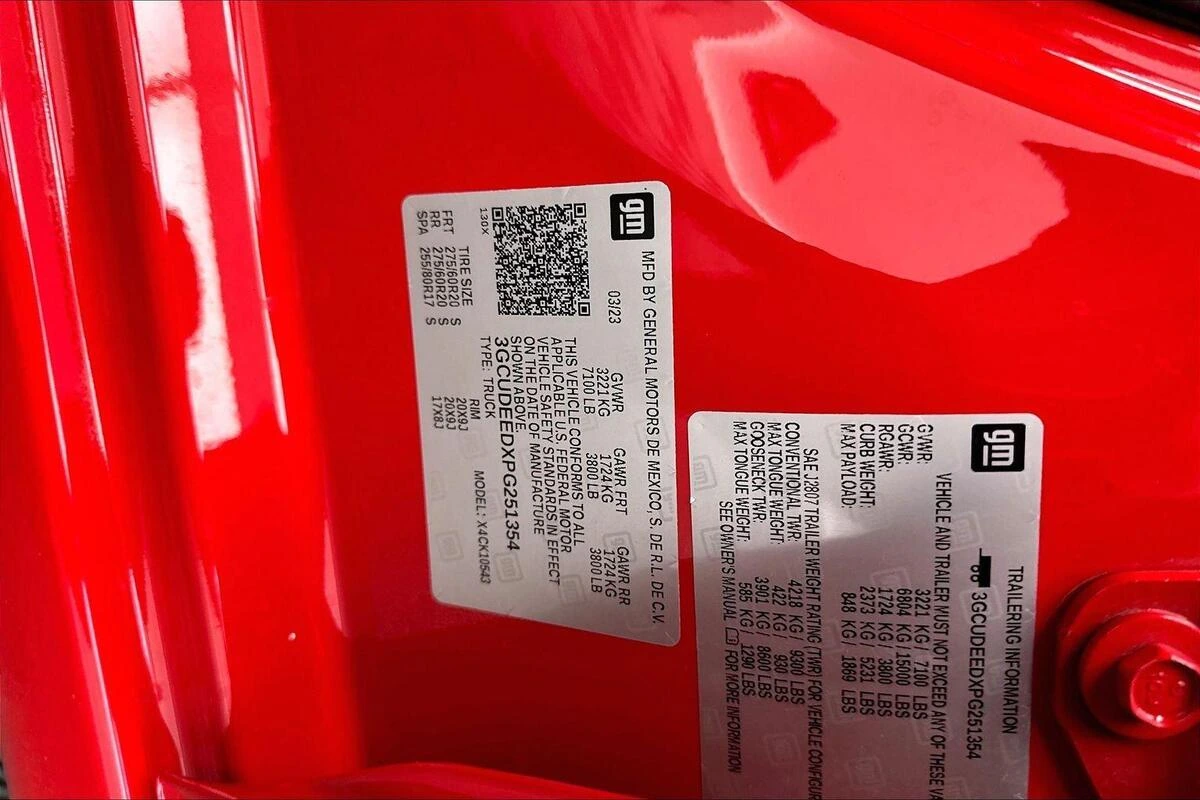 gm
MFD BY GENERAL MOTORS DE MEXICO, S. DE R.L. DE C.V.
03/23 GVWR GAWR FRT GAWR RR
3221 KG 1724 KG 1724 KG
7100 LB 3800 LB 3800 LB
THIS VEHICLE CONFORMS TO ALL
APPLICABLE U.S. FEDERAL MOTOR
VEHICLE SAFETY STANDARDS IN EFFECT
ON THE DATE OF MANUFACTURE
SHOWN ABOVE.
3GCUDEEDXPG251354
130X TYPE: TRUCK MODEL: X4CK10543
TIRE SIZE RIM
FRT 275/60R20 S 20X9J
RR 275/60R20 S 20X9J
SPA 255/80R17 S 17X8J
gm
TRAILERING INFORMATION
3GCUDEEDXPG251354
VEHICLE AND TRAILER MUST NOT EXCEED ANY OF THESE VA
GVWR: 3221 KG / 7100 LBS
GCWR: 6804 KG / 15000 LBS
RGAWR: 1724 KG / 3800 LBS
CURB WEIGHT: 2373 KG / 5231 LBS
MAX PAYLOAD: 848 KG / 1869 LBS
SAE J2807 TRAILER WEIGHT RATING (TWR) FOR VEHICLE CONFIGUR
CONVENTIONAL TWR: 4218 KG / 9300 LBS
MAX TONGUE WEIGHT: 422 KG / 930 LBS
GOOSENECK TWR: 3901 KG / 8600 LBS
MAX TONGUE WEIGHT: 585 KG / 1290 LBS
SEE OWNER'S MANUAL FOR MORE INFORMATION